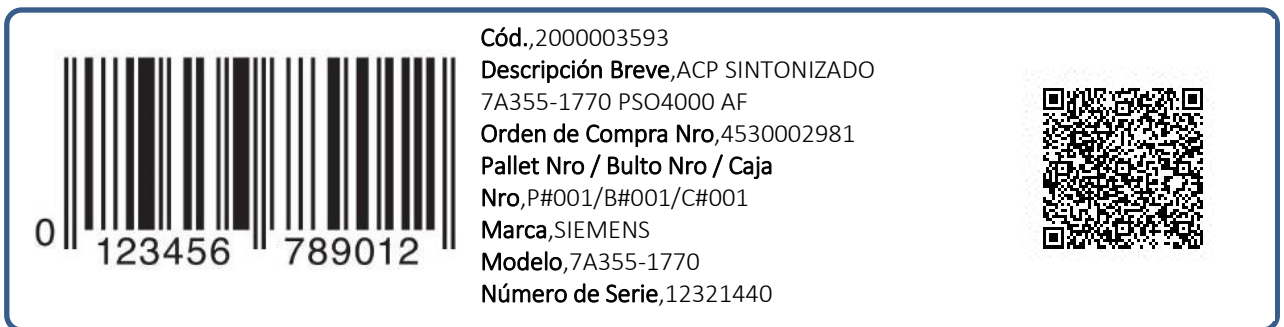 0 123456 789012
Cód.,2000003593
Descripción Breve,ACP SINTONIZADO
7A355-1770 PSO4000 AF
Orden de Compra Nro,4530002981
Pallet Nro / Bulto Nro / Caja
Nro,P#001/B#001/C#001
Marca,SIEMENS
Modelo,7A355-1770
Número de Serie,12321440